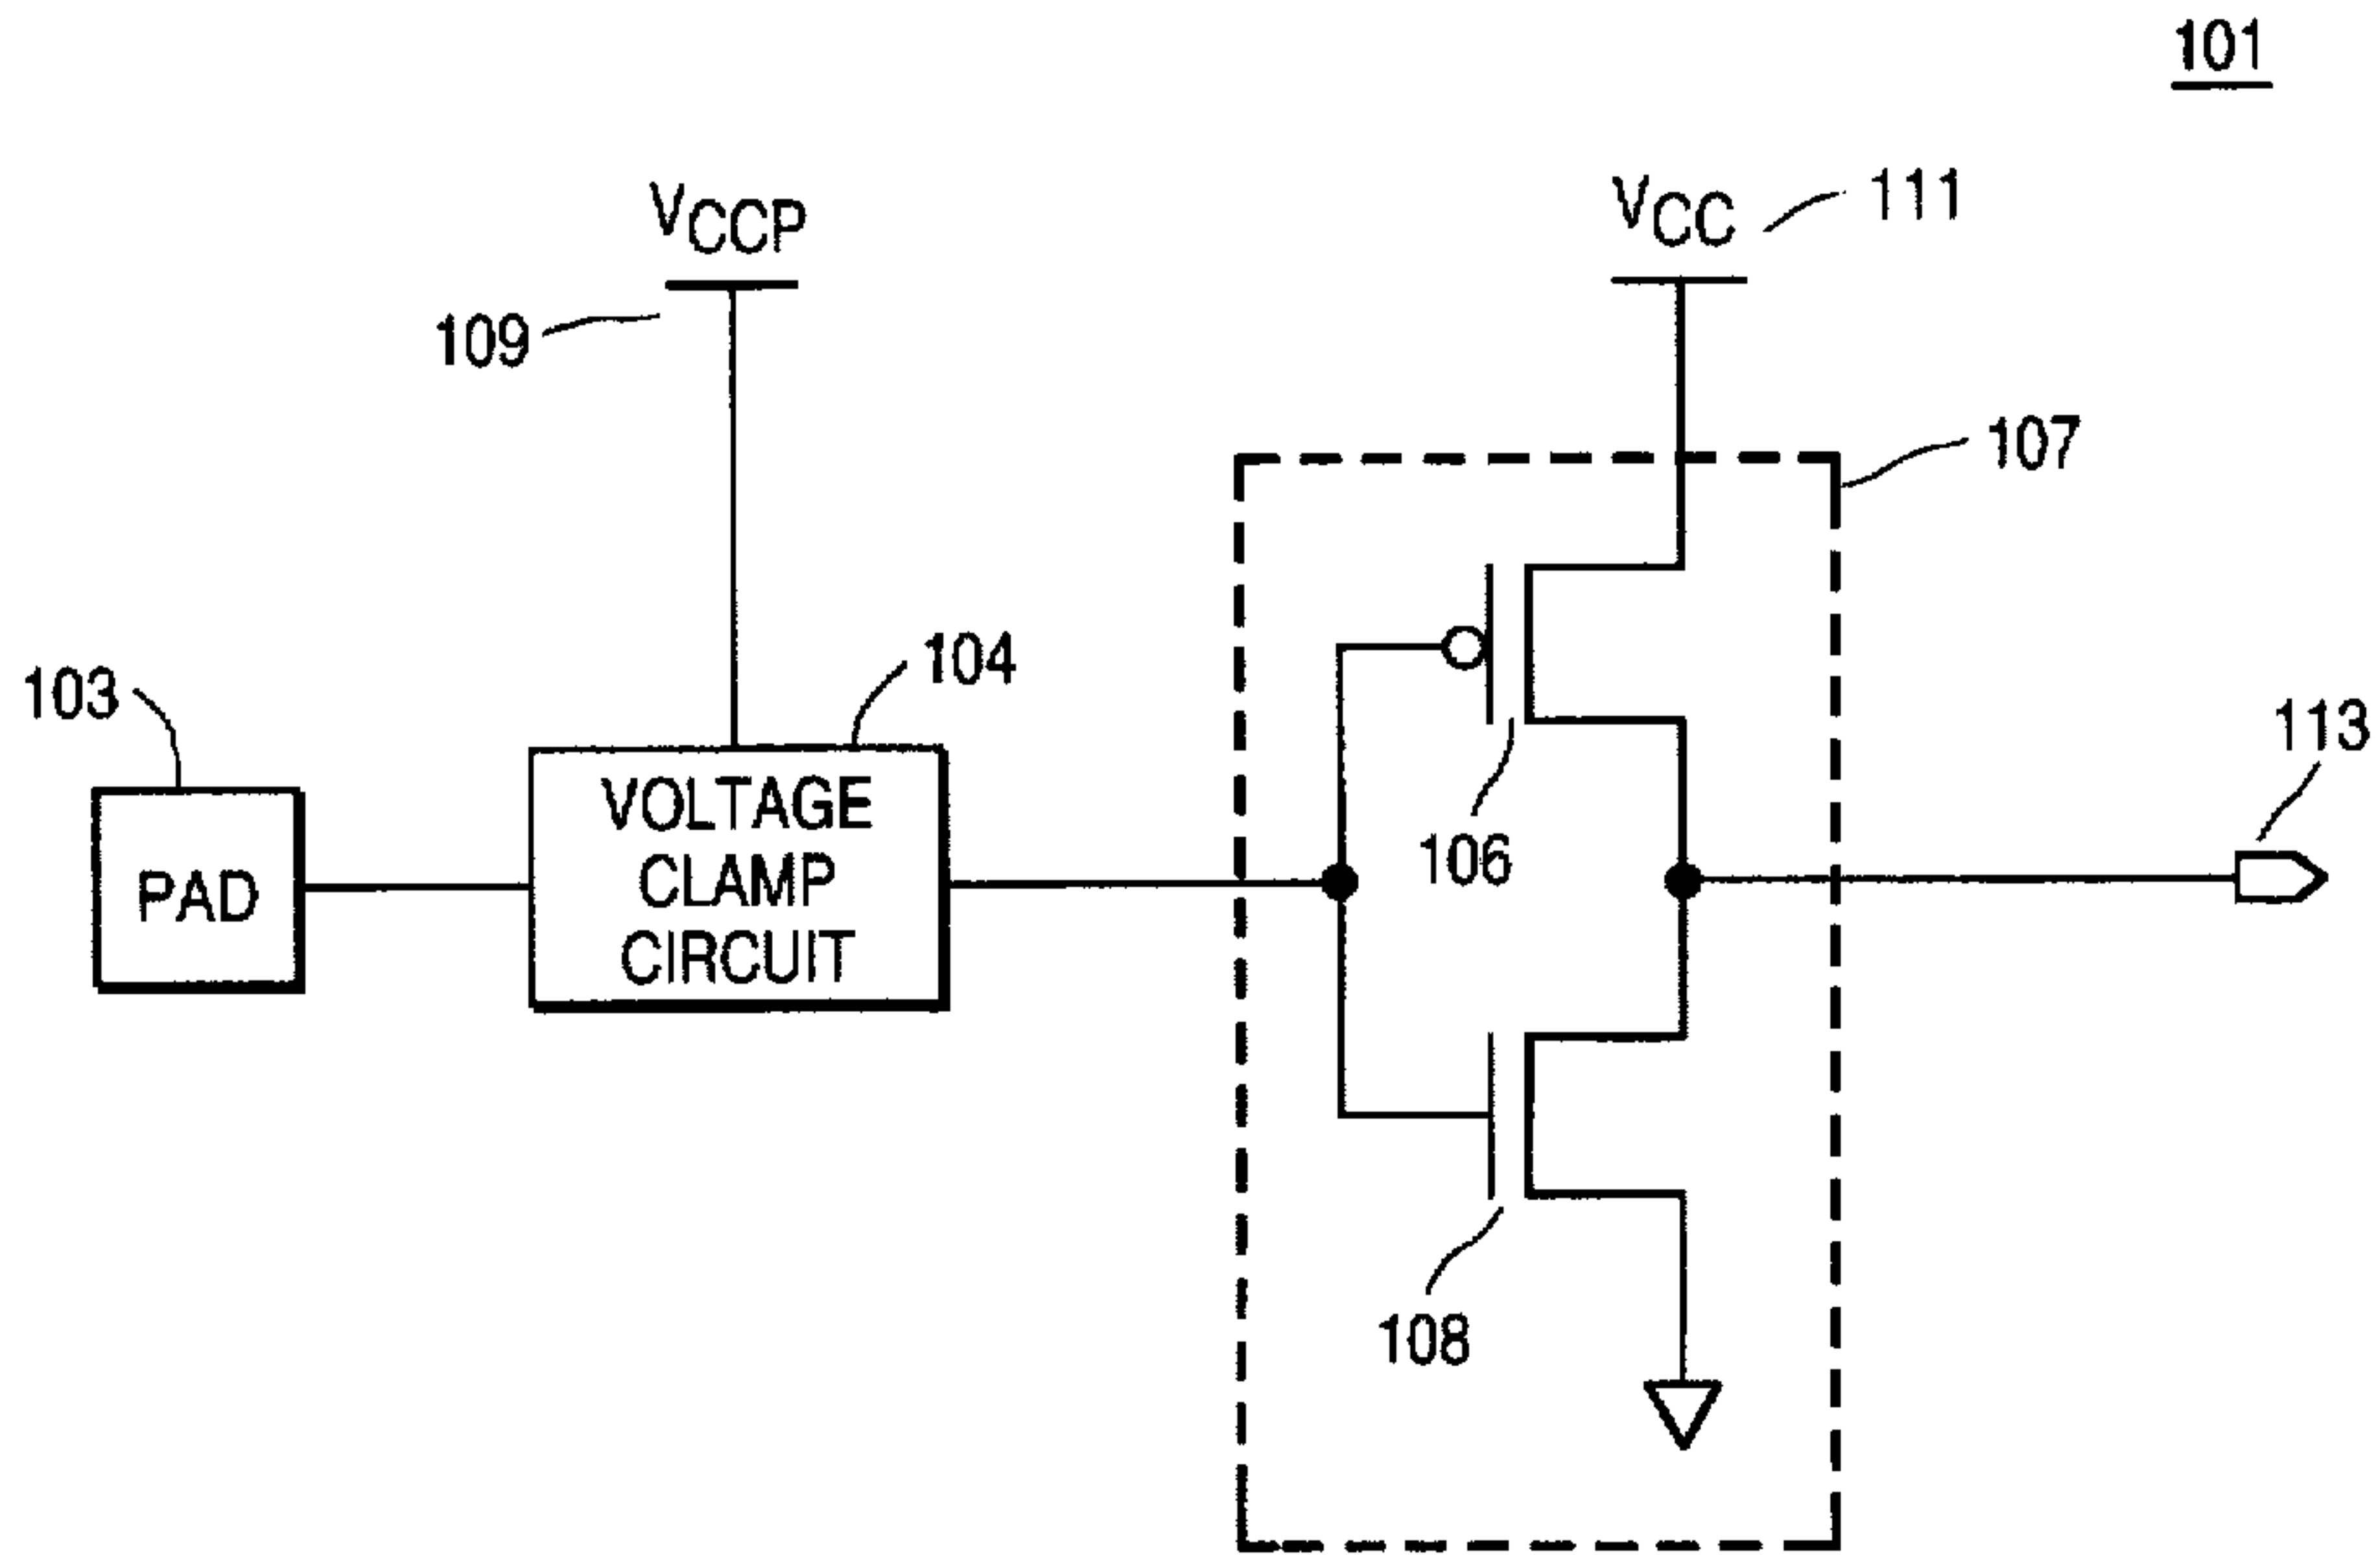 101
VCCP
VCC
111
109
107
104
103
VOLTAGE
CLAMP
CIRCUIT
PAD
113
106
108